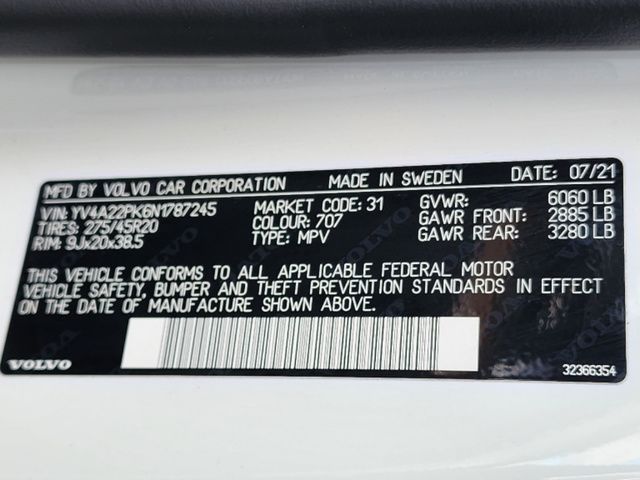 MFD BY VOLVO CAR CORPORATION MADE IN SWEDEN DATE: 07/21
VIN: YV4A22PK6N1787245 MARKET CODE: 31 GVWR: 6060 LB
TIRES: 275/45R20 COLOUR: 707 GAWR FRONT: 2885 LB
RIM: 9Jx20x38.5 TYPE: MPV GAWR REAR: 3280 LB
THIS VEHICLE CONFORMS TO ALL APPLICABLE FEDERAL MOTOR
VEHICLE SAFETY, BUMPER AND THEFT PREVENTION STANDARDS IN EFFECT
ON THE DATE OF MANUFACTURE SHOWN ABOVE.
VOLVO 32366354